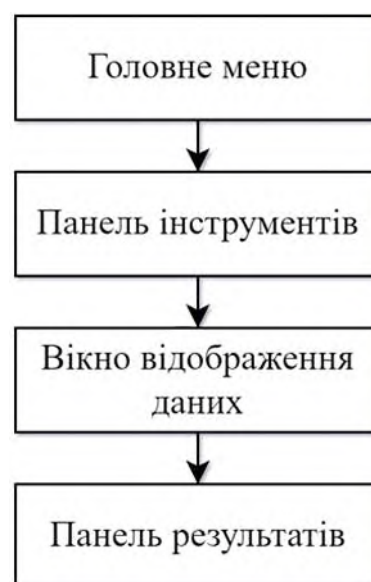 Головне меню
Панель інструментів
Вікно відображення
даних
Панель результатів